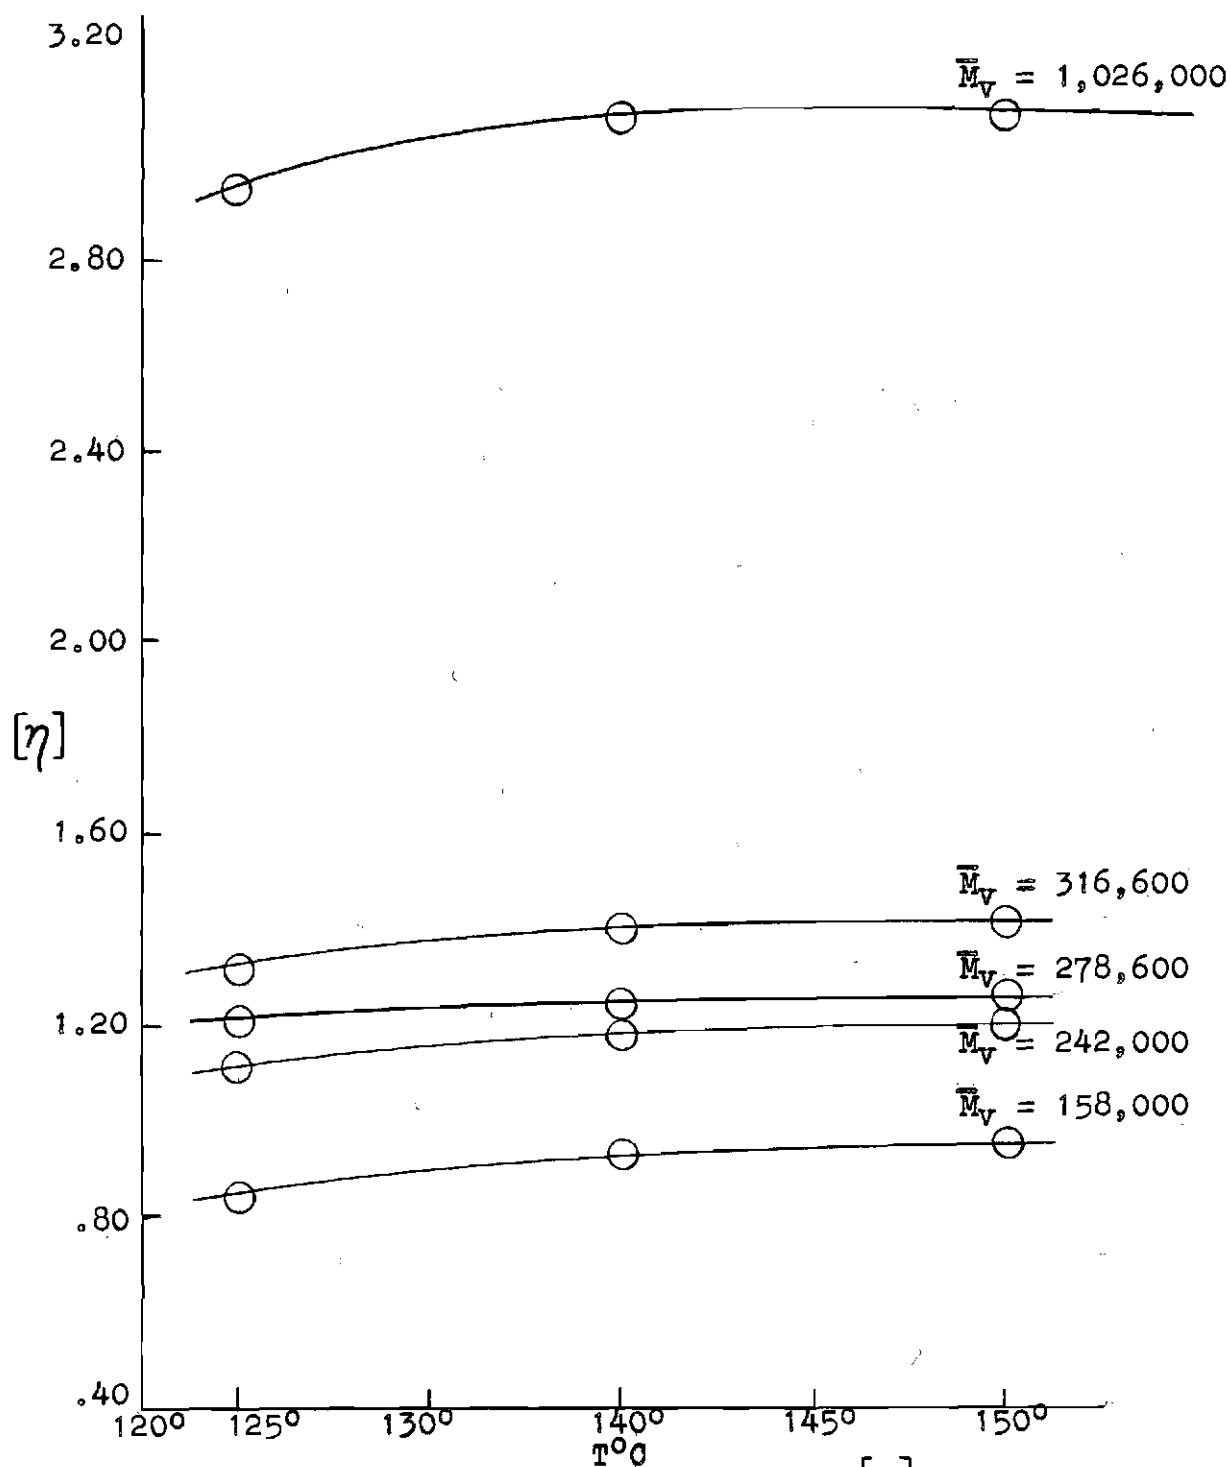 3.20
M̅v = 1,026,000
2.80
2.40
2.00
[η]
1.60
M̅v = 316,600
M̅v = 278,600
1.20
M̅v = 242,000
M̅v = 158,000
.80
.40
120° 125° 130° 140° 145° 150°
T°C